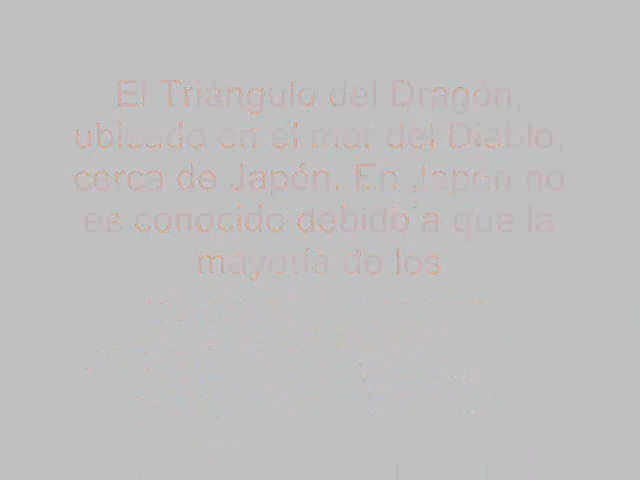 El Triángulo del Dragón,
ubicado en el mar del Diablo,
cerca de Japón. En Japón no
es conocido debido a que la
mayoría de los